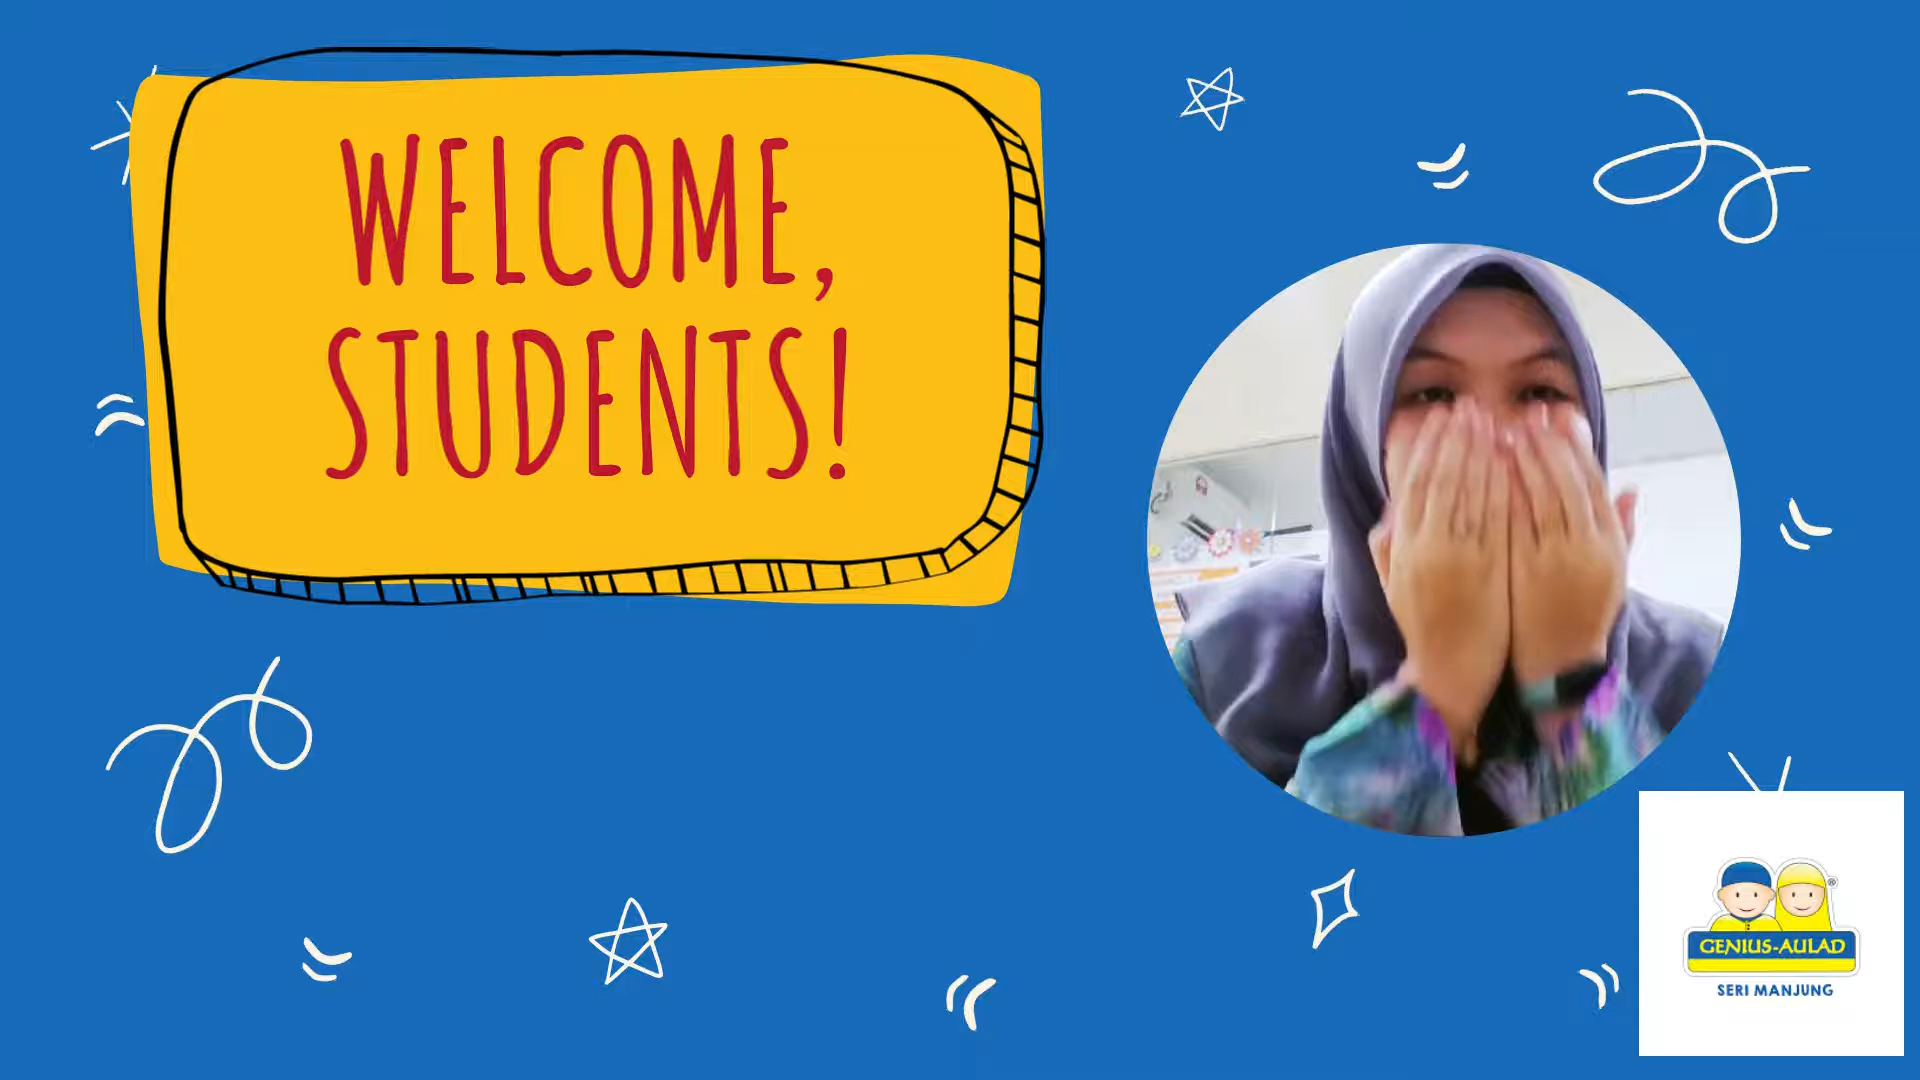 WELCOME,
STUDENTS!
GENIUS-AULAD
®
SERI MANJUNG